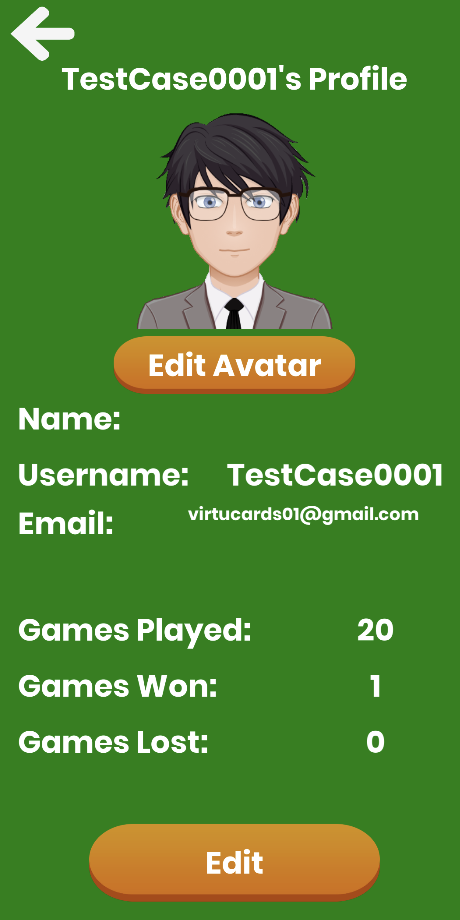 TestCase0001's Profile
Edit Avatar
Name:
Username: TestCase0001
Email: virtucards01@gmail.com
Games Played: 20
Games Won: 1
Games Lost: 0
Edit